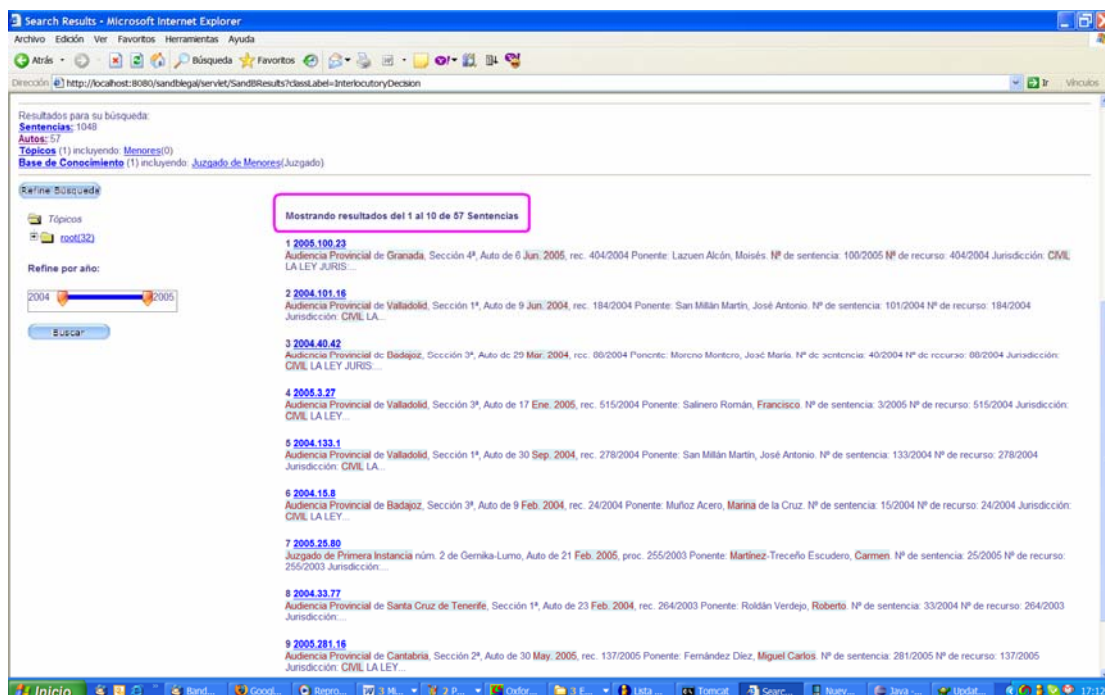 Search Results - Microsoft Internet Explorer
Archivo Edición Ver Favoritos Herramientas Ayuda
Atrás Búsqueda Favoritos
Dirección http://localhost:8080/sandblegal/servlet/SandBResults?classLabel=InterlocutoryDecision Ir Vínculos
Resultados para su búsqueda:
Sentencias: 1048
Autos: 57
Tópicos (1) incluyendo: Menores(0)
Base de Conocimiento (1) incluyendo: Juzgado de Menores(Juzgado)
Refine Búsqueda
Tópicos
root(32)
Refine por año:
2004 2005
Buscar
Mostrando resultados del 1 al 10 de 57 Sentencias
1 2005.100.23
Audiencia Provincial de Granada, Sección 4ª, Auto de 6 Jun. 2005, rec. 404/2004 Ponente: Lazuen Alcón, Moisés. Nº de sentencia: 100/2005 Nº de recurso: 404/2004 Jurisdicción: CIVIL
LA LEY JURIS:...
2 2004.101.16
Audiencia Provincial de Valladolid, Sección 1ª, Auto de 9 Jun. 2004, rec. 184/2004 Ponente: San Millán Martín, José Antonio. Nº de sentencia: 101/2004 Nº de recurso: 184/2004
Jurisdicción: CIVIL LA...
3 2004.40.42
Audiencia Provincial de Badajoz, Sección 3ª, Auto de 29 Mar. 2004, rec. 88/2004 Ponente: Moreno Montero, José María. Nº de sentencia: 40/2004 Nº de recurso: 88/2004 Jurisdicción:
CIVIL LA LEY JURIS:...
4 2005.3.27
Audiencia Provincial de Valladolid, Sección 3ª, Auto de 17 Ene. 2005, rec. 515/2004 Ponente: Salinero Román, Francisco. Nº de sentencia: 3/2005 Nº de recurso: 515/2004 Jurisdicción:
CIVIL LA LEY...
5 2004.133.1
Audiencia Provincial de Valladolid, Sección 1ª, Auto de 30 Sep. 2004, rec. 278/2004 Ponente: San Millán Martín, José Antonio. Nº de sentencia: 133/2004 Nº de recurso: 278/2004
Jurisdicción: CIVIL LA...
6 2004.15.8
Audiencia Provincial de Badajoz, Sección 3ª, Auto de 9 Feb. 2004, rec. 24/2004 Ponente: Muñoz Acero, Marina de la Cruz. Nº de sentencia: 15/2004 Nº de recurso: 24/2004 Jurisdicción:
CIVIL LA LEY...
7 2005.25.80
Juzgado de Primera Instancia núm. 2 de Gernika-Lumo, Auto de 21 Feb. 2005, proc. 255/2003 Ponente: Martínez-Treceño Escudero, Carmen. Nº de sentencia: 25/2005 Nº de recurso:
255/2003 Jurisdicción:...
8 2004.33.77
Audiencia Provincial de Santa Cruz de Tenerife, Sección 1ª, Auto de 23 Feb. 2004, rec. 264/2003 Ponente: Roldán Verdejo, Roberto. Nº de sentencia: 33/2004 Nº de recurso: 264/2003
Jurisdicción:...
9 2005.281.16
Audiencia Provincial de Cantabria, Sección 2ª, Auto de 30 May. 2005, rec. 137/2005 Ponente: Fernández Díez, Miguel Carlos. Nº de sentencia: 281/2005 Nº de recurso: 137/2005
Jurisdicción: CIVIL LA LEY...
Inicio Band... Googl... Repro... 3 Mi... 2 P... Oxfor... 3 E... Lista ... Tomcat Searc... Nuev... Java -... Updat... 17:12